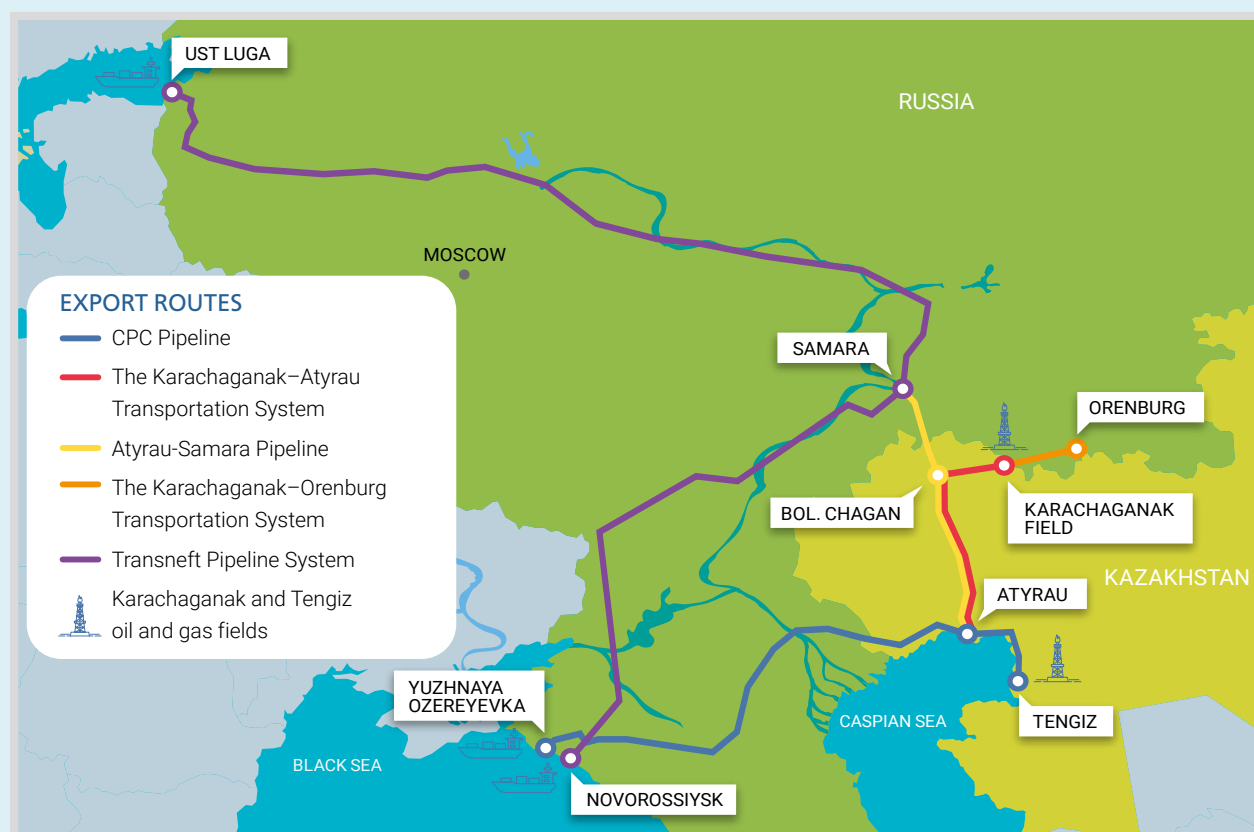 UST LUGA
RUSSIA
MOSCOW
EXPORT ROUTES
CPC Pipeline
The Karachaganak–Atyrau
Transportation System
Atyrau-Samara Pipeline
The Karachaganak–Orenburg
Transportation System
Transneft Pipeline System
Karachaganak and Tengiz
oil and gas fields
SAMARA
ORENBURG
BOL. CHAGAN
KARACHAGANAK
FIELD
KAZAKHSTAN
ATYRAU
YUZHNAYA
OZEREYEVKA
CASPIAN SEA
TENGIZ
BLACK SEA
NOVOROSSIYSK